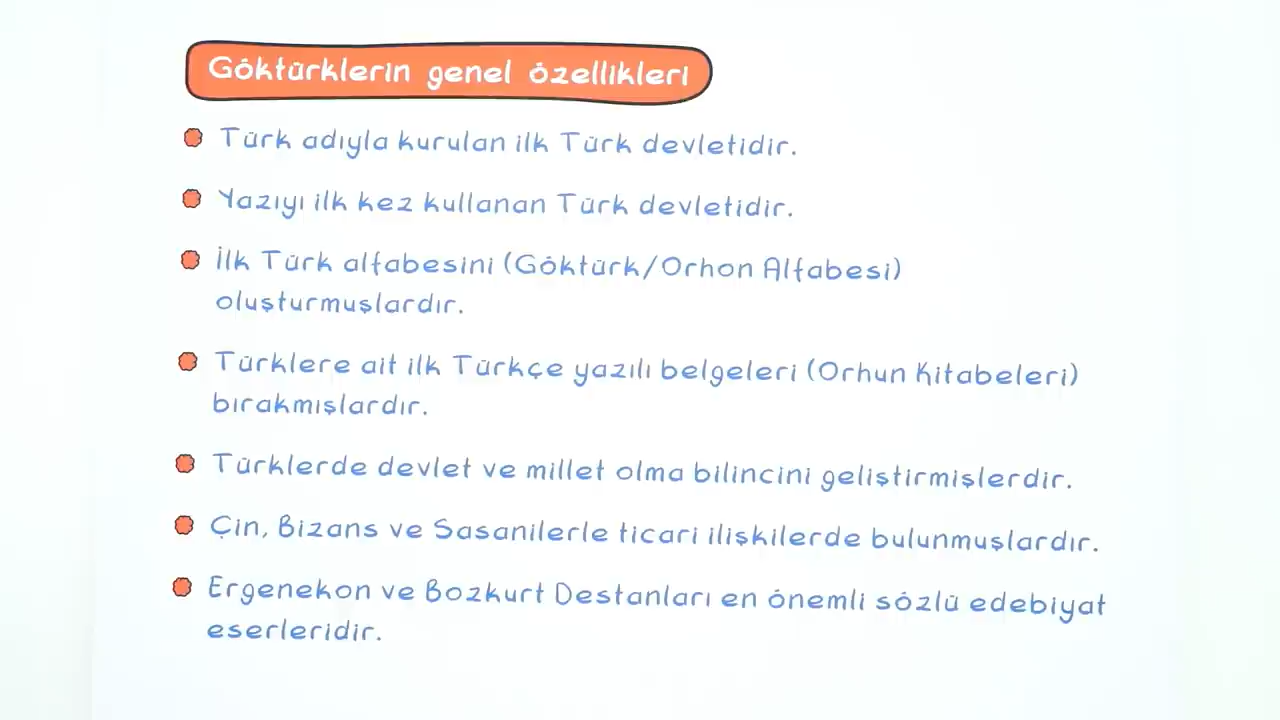 Göktürklerin genel özellikleri
Türk adıyla kurulan ilk Türk devletidir.
Yazıyı ilk kez kullanan Türk devletidir.
İlk Türk alfabesini (Göktürk/Orhon Alfabesi)
oluşturmuşlardır.
Türklere ait ilk Türkçe yazılı belgeleri (Orhun Kitabeleri)
bırakmışlardır.
Türklerde devlet ve millet olma bilincini geliştirmişlerdir.
Çin, Bizans ve Sasanilerle ticari ilişkilerde bulunmuşlardır.
Ergenekon ve Bozkurt Destanları en önemli sözlü edebiyat
eserleridir.